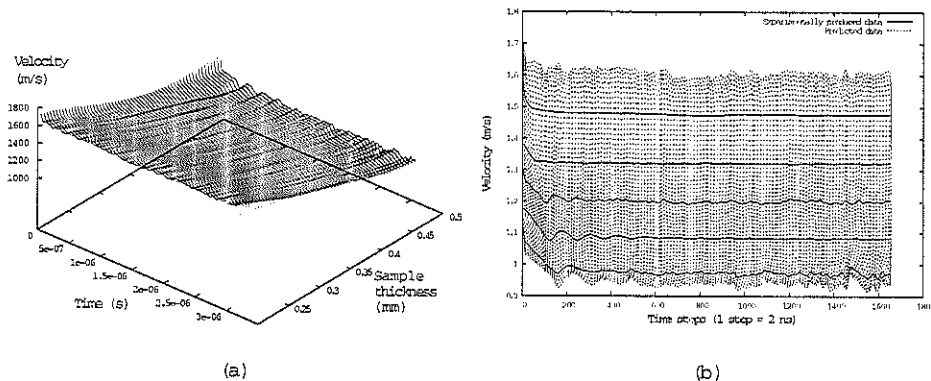 Velocity
(m/s)
1800
1600
1400
1200
1000
0
5e-07
1e-06
1.5e-06
2e-06
2.5e-06
3e-06
Time (s)
0.25
0.3
0.35
0.4
0.45
0.5
Sample
thickness
(mm)
(a)
Experimentally produced data
Predicted data
1.8
1.7
1.6
1.5
1.4
1.3
1.2
1.1
1
0.9
Velocity (m/s)
200
400
600
800
1000
1200
1400
1600
1800
Time steps (1 step = 2 ns)
(b)